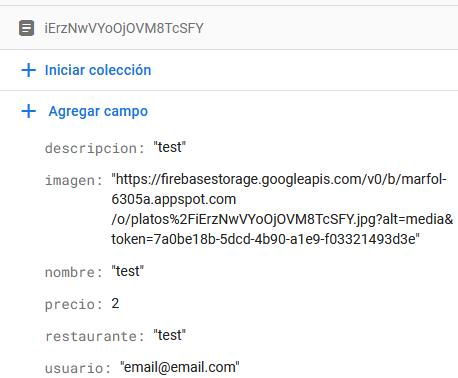 iErzNwVYoOjOVM8TcSFY
Iniciar colección
Agregar campo
descripcion: "test"
imagen: "https://firebasestorage.googleapis.com/v0/b/marfol-
6305a.appspot.com
/o/platos%2FiErzNwVYoOjOVM8TcSFY.jpg?alt=media&
token=7a0be18b-5dcd-4b90-a1e9-f03321493d3e"
nombre: "test"
precio: 2
restaurante: "test"
usuario: "email@email.com"